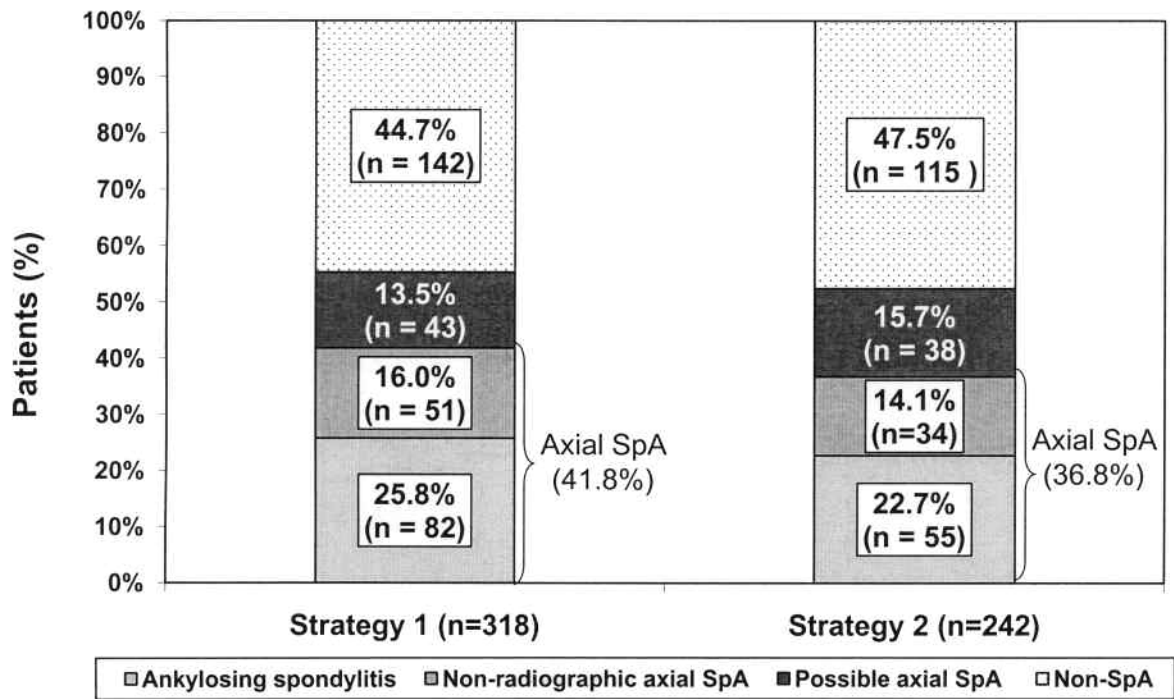 100%
90%
80%
70%
60%
50%
40%
30%
20%
10%
0%
Patients (%)
44.7%
(n = 142)
13.5%
(n = 43)
16.0%
(n = 51)
25.8%
(n = 82)
Axial SpA
(41.8%)
47.5%
(n = 115 )
15.7%
(n = 38)
14.1%
(n=34)
22.7%
(n = 55)
Axial SpA
(36.8%)
Strategy 1 (n=318)
Strategy 2 (n=242)
Ankylosing spondylitis Non-radiographic axial SpA Possible axial SpA Non-SpA